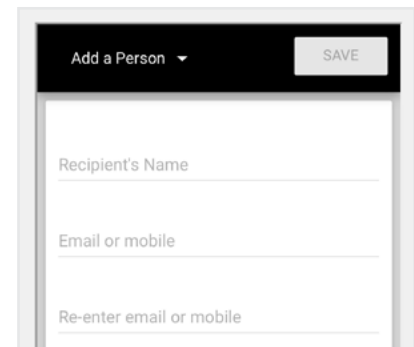 Add a Person
SAVE
Recipient's Name
Email or mobile
Re-enter email or mobile